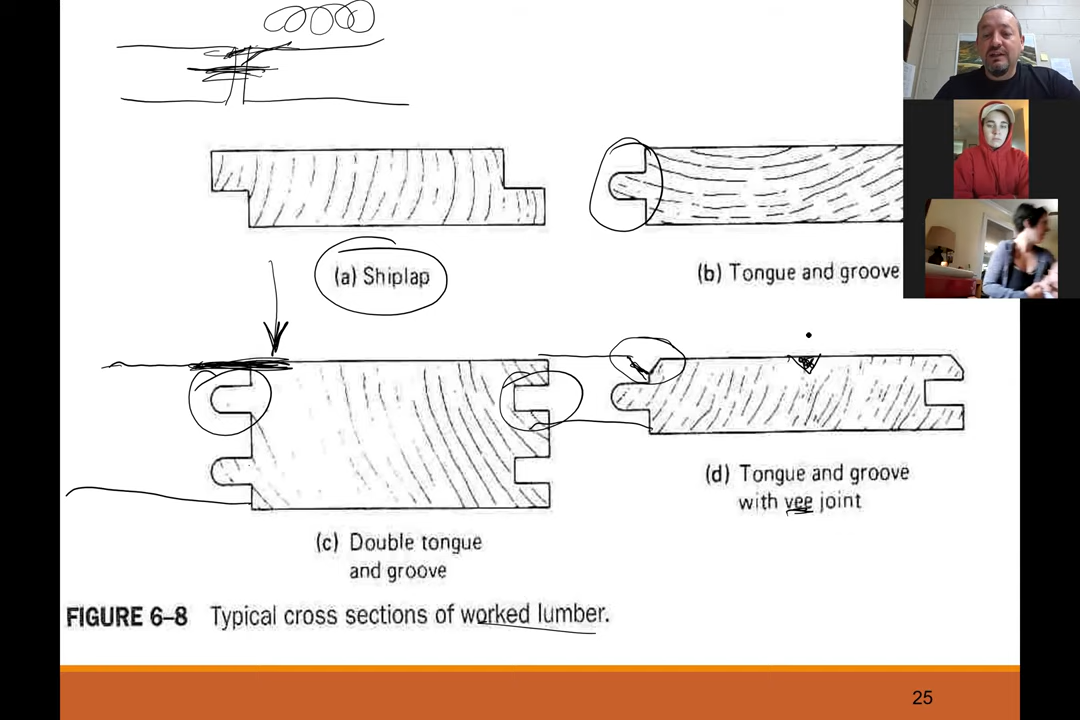 (a) Shiplap
(b) Tongue and groove
(c) Double tongue
and groove
(d) Tongue and groove
with vee joint
FIGURE 6–8 Typical cross sections of worked lumber.
25